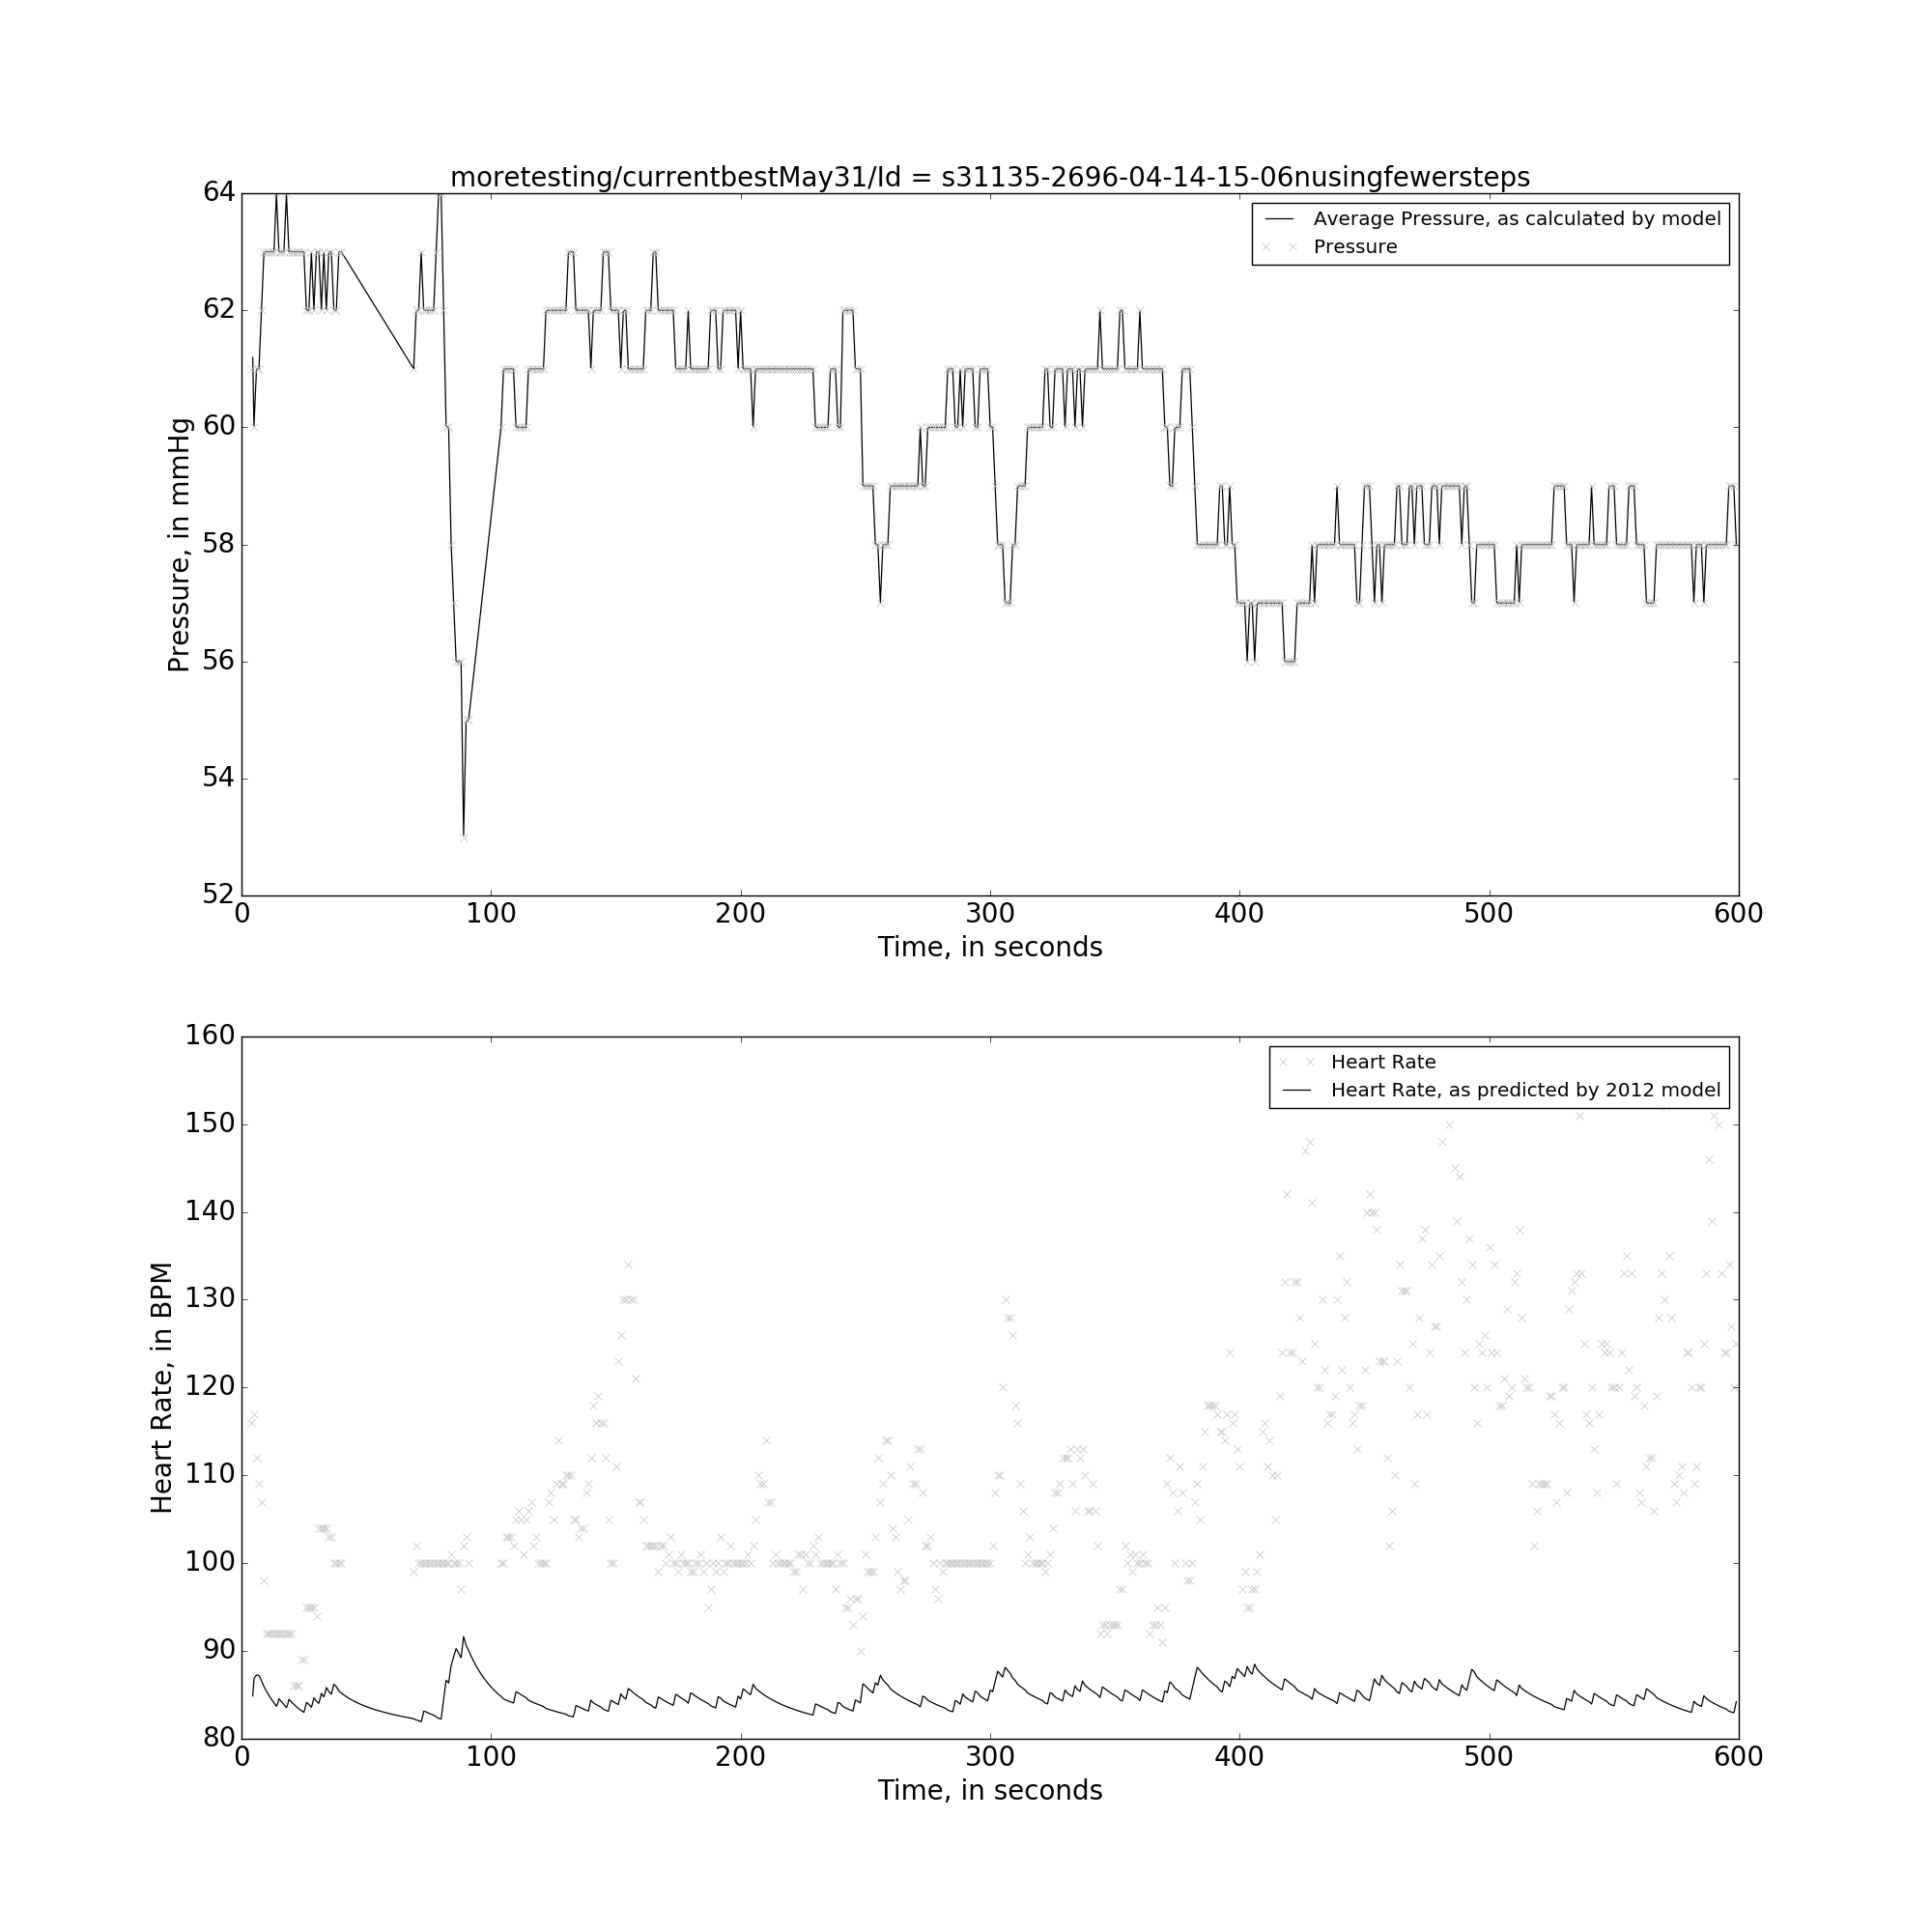 moretesting/currentbestMay31/Id = s31135-2696-04-14-15-06nusingfewersteps
64
62
60
58
56
54
52
Pressure, in mmHg
Average Pressure, as calculated by model
Pressure
0 100 200 300 400 500 600
Time, in seconds
160
150
140
130
120
110
100
90
80
Heart Rate, in BPM
Heart Rate
Heart Rate, as predicted by 2012 model
0 100 200 300 400 500 600
Time, in seconds